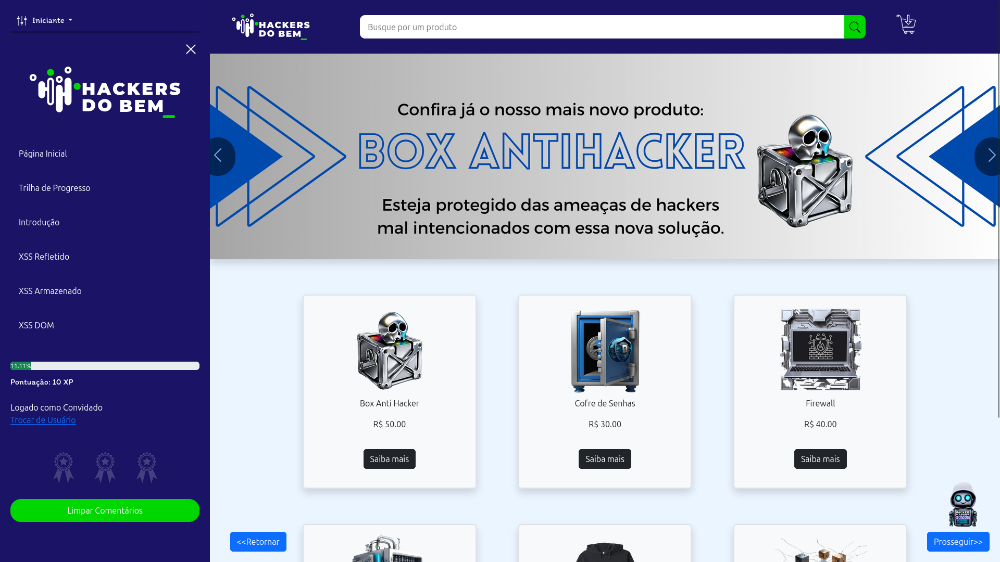 Iniciante
HACKERS
DO BEM_
Página Inicial
Trilha de Progresso
Introdução
XSS Refletido
XSS Armazenado
XSS DOM
11.11%
Pontuação: 10 XP
Logado como Convidado
Trocar de Usuário
Limpar Comentários
HACKERS
DO BEM_
Busque por um produto
Confira já o nosso mais novo produto:
BOX ANTIHACKER
Esteja protegido das ameaças de hackers
mal intencionados com essa nova solução.
Box Anti Hacker
R$ 50.00
Saiba mais
Cofre de Senhas
R$ 30.00
Saiba mais
Firewall
R$ 40.00
Saiba mais
<<Retornar
HACKER
Prosseguir>>